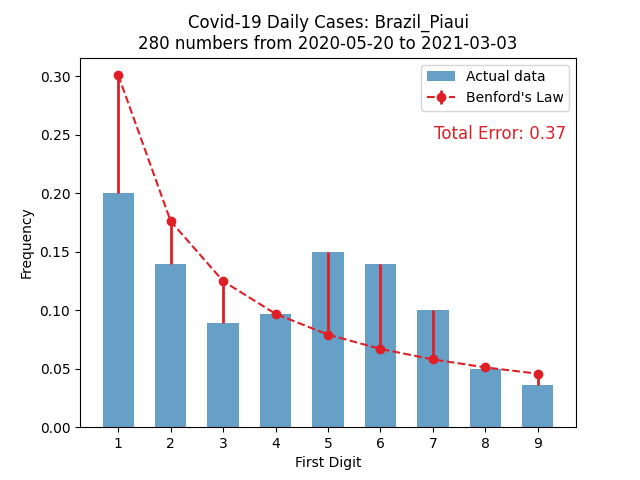 Covid-19 Daily Cases: Brazil_Piaui
280 numbers from 2020-05-20 to 2021-03-03
Actual data
Benford's Law
Total Error: 0.37
Frequency
0.30
0.25
0.20
0.15
0.10
0.05
0.00
1 2 3 4 5 6 7 8 9
First Digit